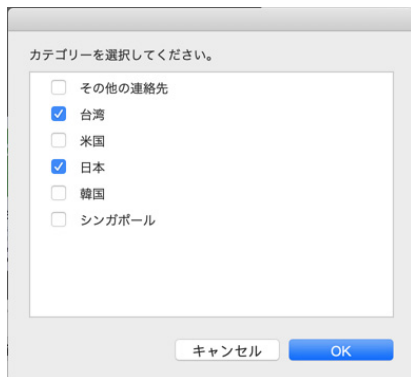 カテゴリーを選択してください。
その他の連絡先
台湾
米国
日本
韓国
シンガポール
キャンセル
OK